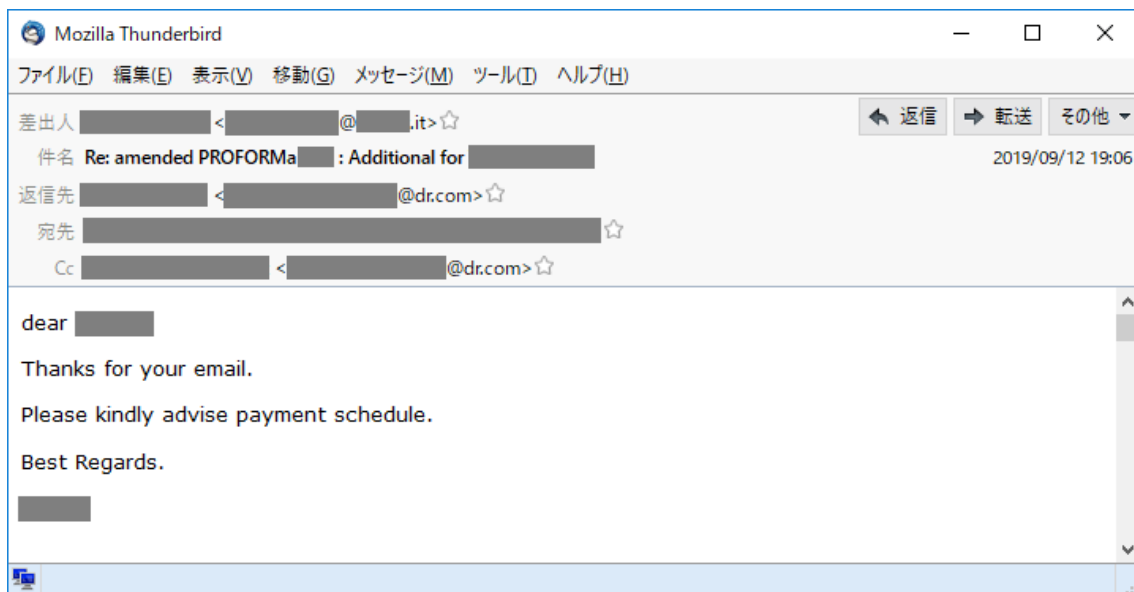 Mozilla Thunderbird
ファイル(F) 編集(E) 表示(V) 移動(G) メッセージ(M) ツール(T) ヘルプ(H)
差出人 < @ .it>☆
返信 転送 その他
件名 Re: amended PROFORMa : Additional for
2019/09/12 19:06
返信先 < @dr.com>☆
宛先 ☆
Cc < @dr.com>☆
dear
Thanks for your email.
Please kindly advise payment schedule.
Best Regards.